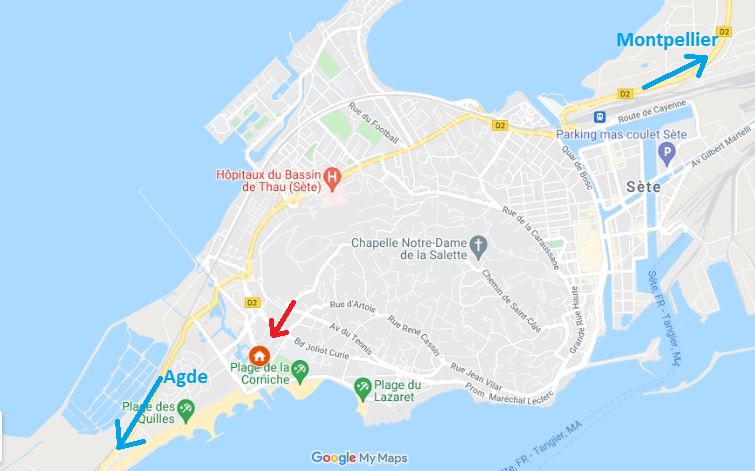 Montpellier
D2
D2
Rue du Football
D2
Route de Cayenne
Parking mas coulet Sète
Av Gilbert Martelli
P
Quai de Bosc
Hôpitaux du Bassin
de Thau (Sète)
H
Sète
Rue de la Caraussane
Chapelle Notre-Dame
de la Salette
Chemin de Saint-Clair
Grande Rue Haute
Sète, FR - Tangier, MA
D2
Rue d'Artois
Rue René Cassin
Av du Tennis
Bd Joliot Curie
Plage de la
Corniche
Rue Jean Vilar
Prom. Maréchal Leclerc
Agde
Plage du
Lazaret
Plage des
Quilles
Sète, FR - Tangier, MA
Google My Maps